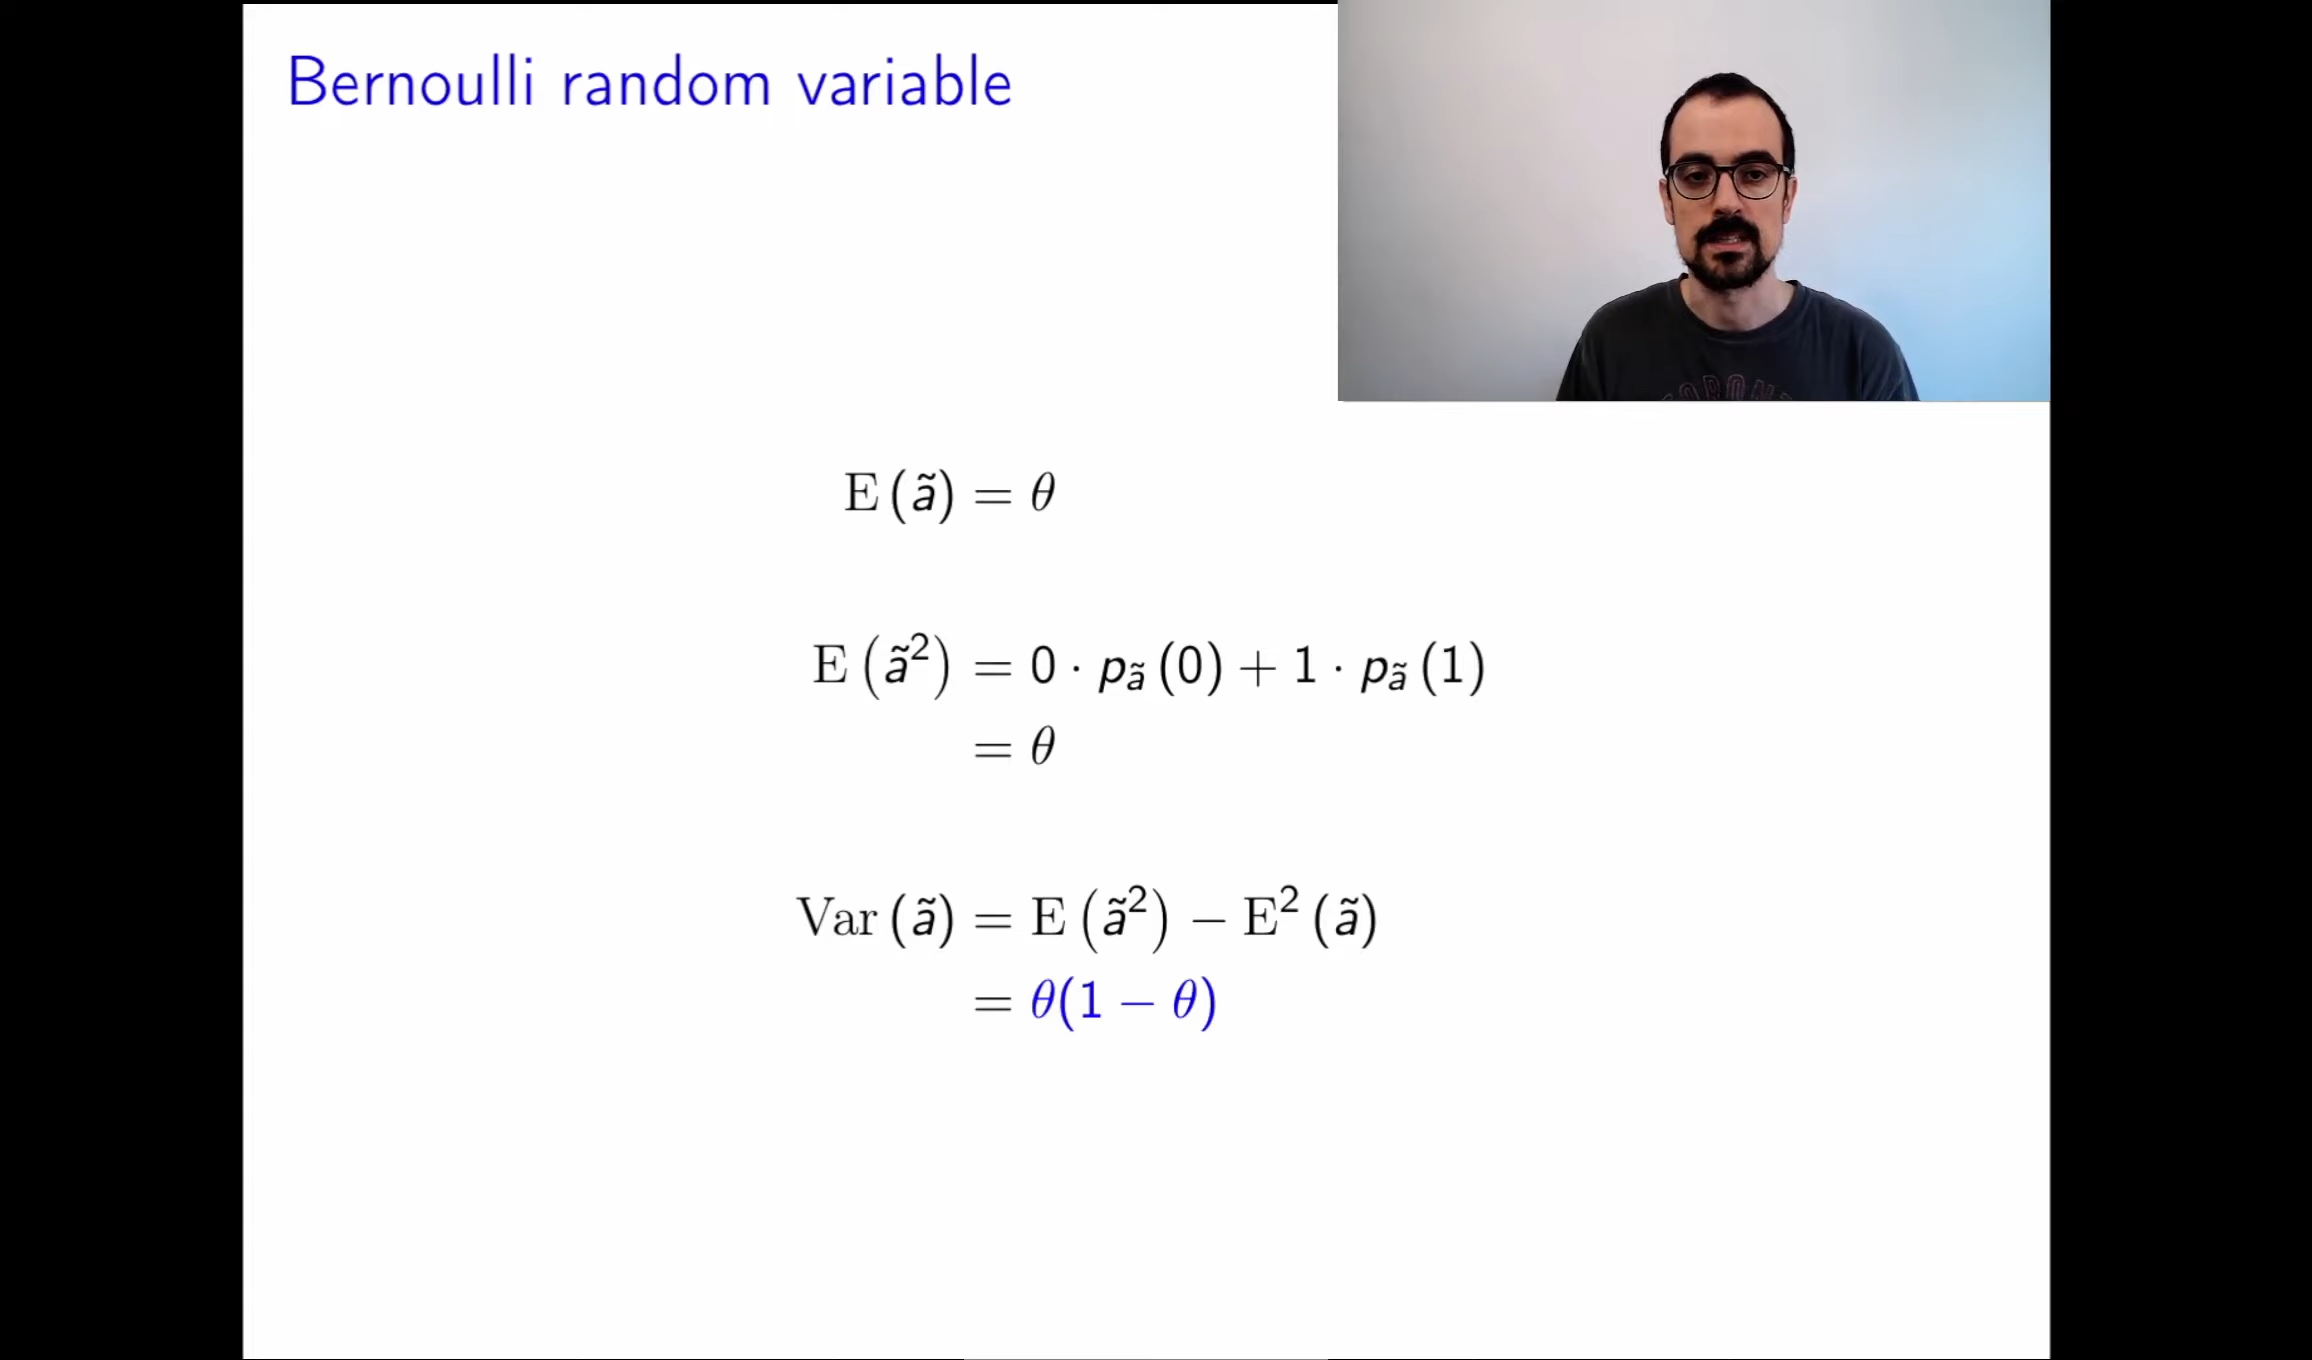 Bernoulli random variable
E(ã) = θ
E(ã²) = 0 · pã(0) + 1 · pã(1)
= θ
Var(ã) = E(ã²) − E²(ã)
= θ(1 − θ)